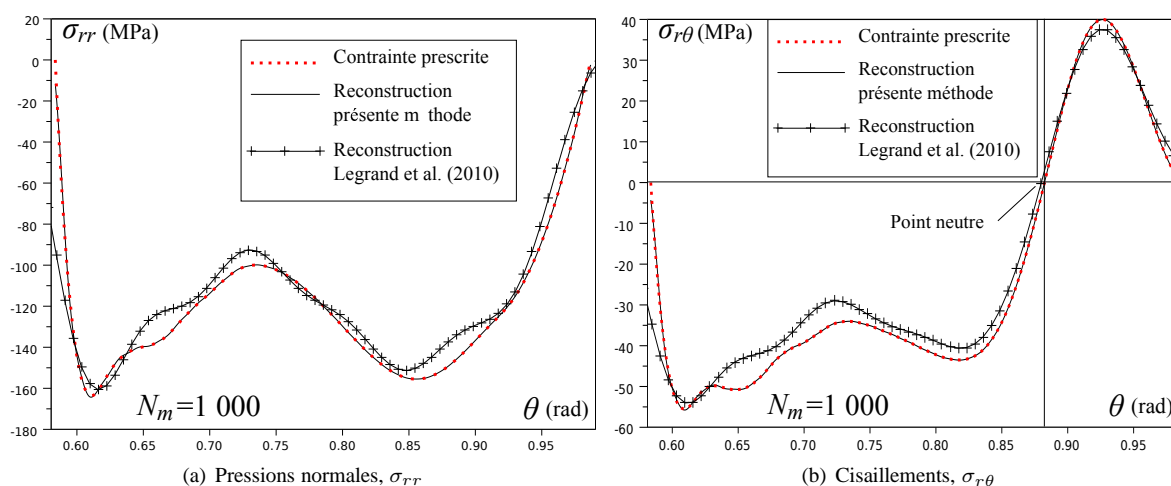 σrr (MPa)
20
0
-20
-40
-60
-80
-100
-120
-140
-160
-180
Contrainte prescrite
Reconstruction
présente m thode
Reconstruction
Legrand et al. (2010)
Nm=1 000
θ (rad)
0.60
0.65
0.70
0.75
0.80
0.85
0.90
0.95
(a) Pressions normales, σrr
σrθ (MPa)
40
30
20
10
0
-10
-20
-30
-40
-50
-60
Contrainte prescrite
Reconstruction
présente méthode
Reconstruction
Legrand et al. (2010)
Point neutre
Nm=1 000
θ (rad)
0.60
0.65
0.70
0.75
0.80
0.85
0.90
0.95
(b) Cisaillements, σrθ